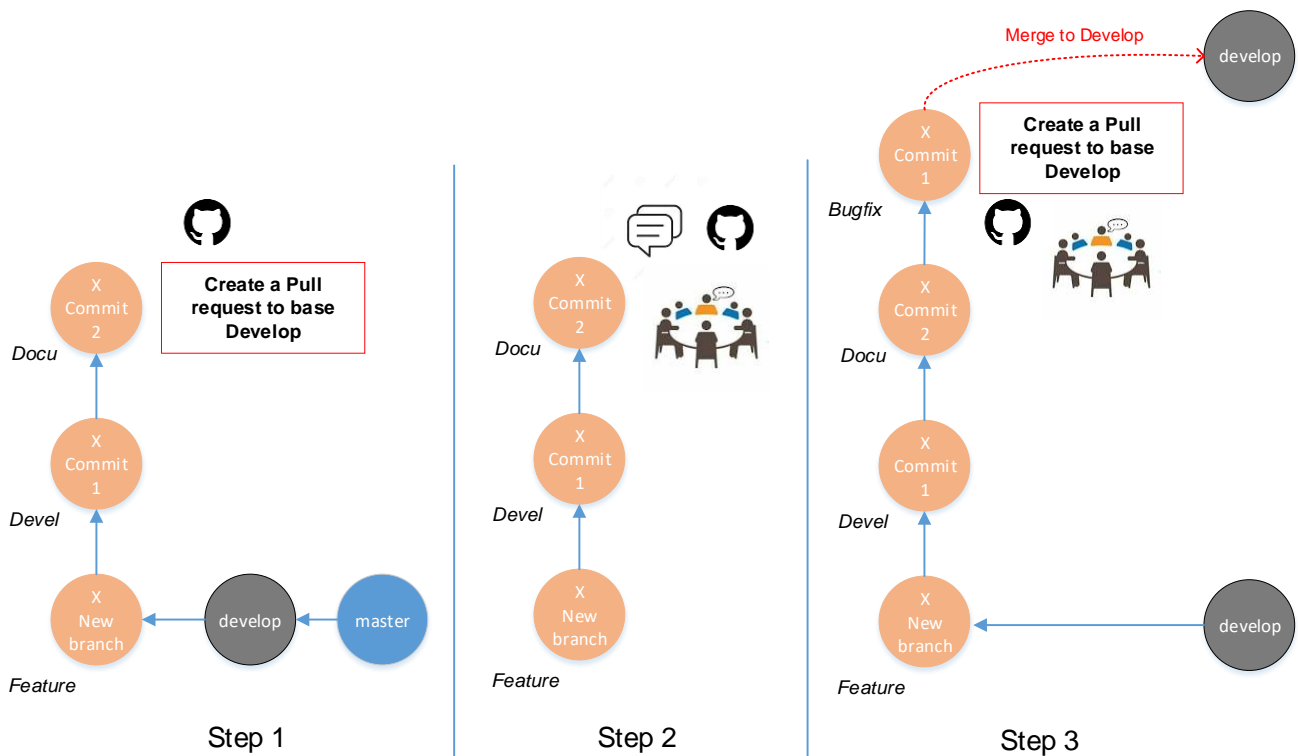 X
Commit
2
Docu
X
Commit
1
Devel
X
New
branch
Feature
develop
master
Create a Pull
request to base
Develop
Step 1
X
Commit
2
Docu
X
Commit
1
Devel
X
New
branch
Feature
Step 2
Merge to Develop
develop
X
Commit
1
Bugfix
Create a Pull
request to base
Develop
X
Commit
2
Docu
X
Commit
1
Devel
X
New
branch
Feature
develop
Step 3